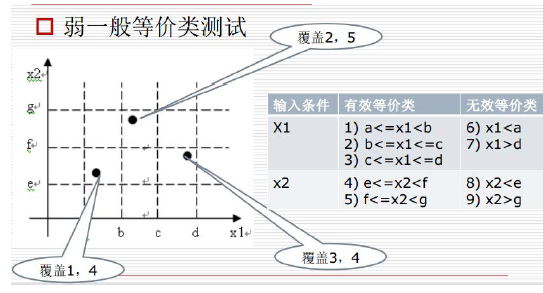 弱一般等价类测试
覆盖2，5
x2
g
f
e
b
c
d
x1
覆盖1，4
覆盖3，4
输入条件 有效等价类 无效等价类
X1 1) a<=x1<b 6) x1<a
2) b<=x1<=c 7) x1>d
3) c<=x1<=d
x2 4) e<=x2<f 8) x2<e
5) f<=x2<g 9) x2>g